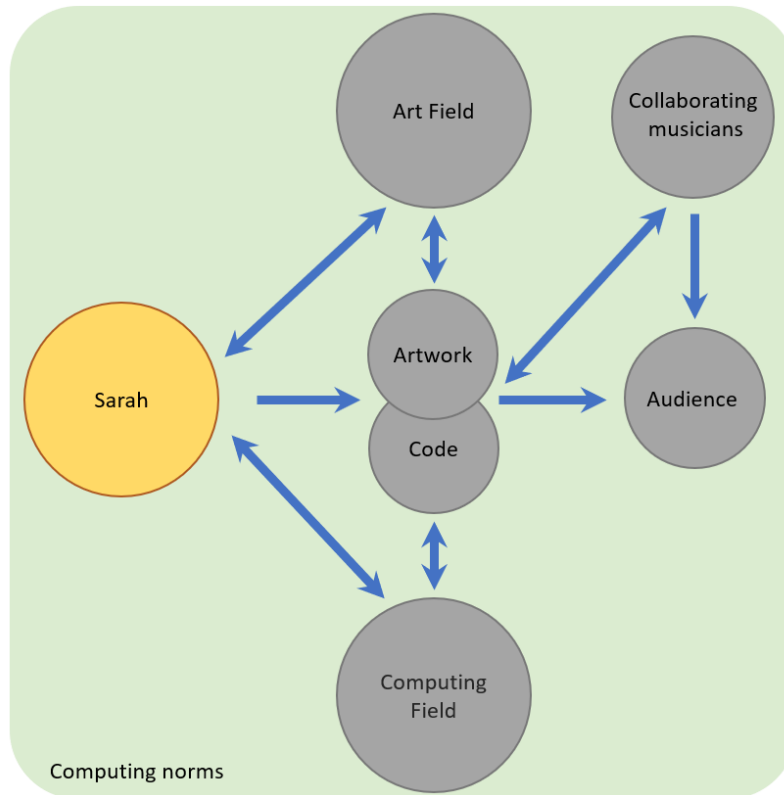 Art Field
Collaborating
musicians
Artwork
Sarah
Audience
Code
Computing
Field
Computing norms